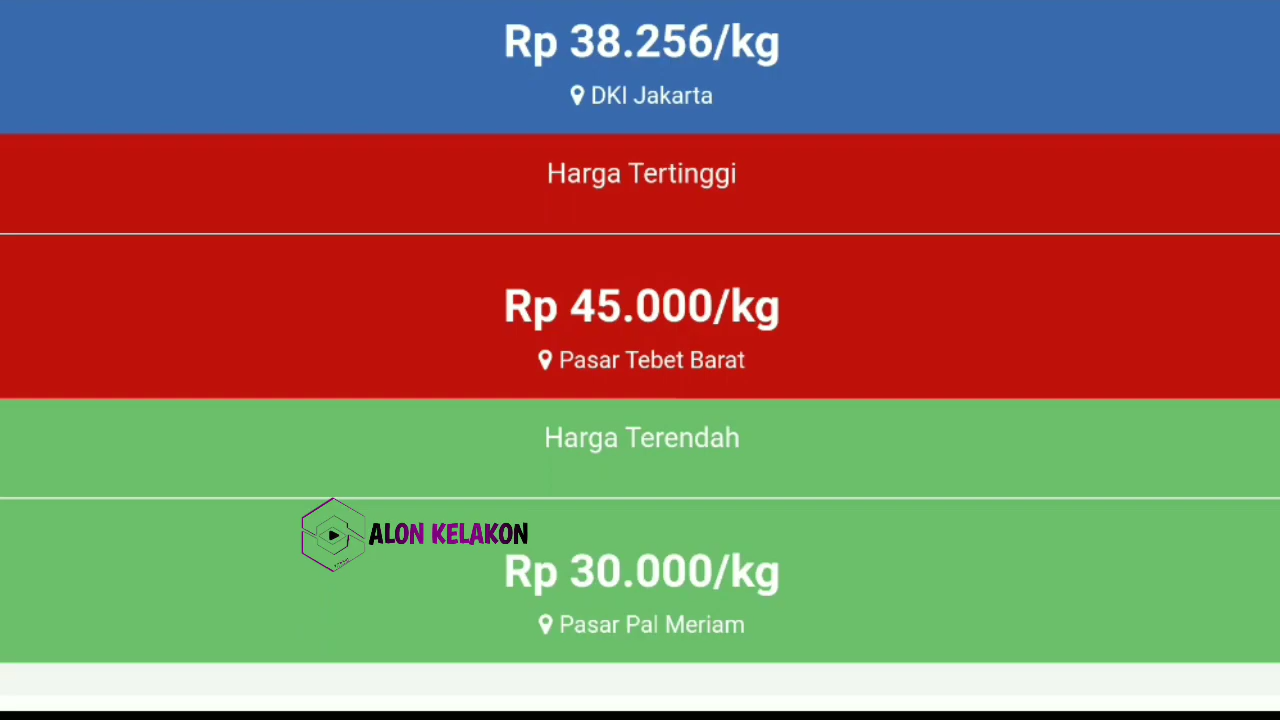 Rp 38.256/kg
DKI Jakarta
Harga Tertinggi
Rp 45.000/kg
Pasar Tebet Barat
Harga Terendah
ALON KELAKON
Rp 30.000/kg
Pasar Pal Meriam